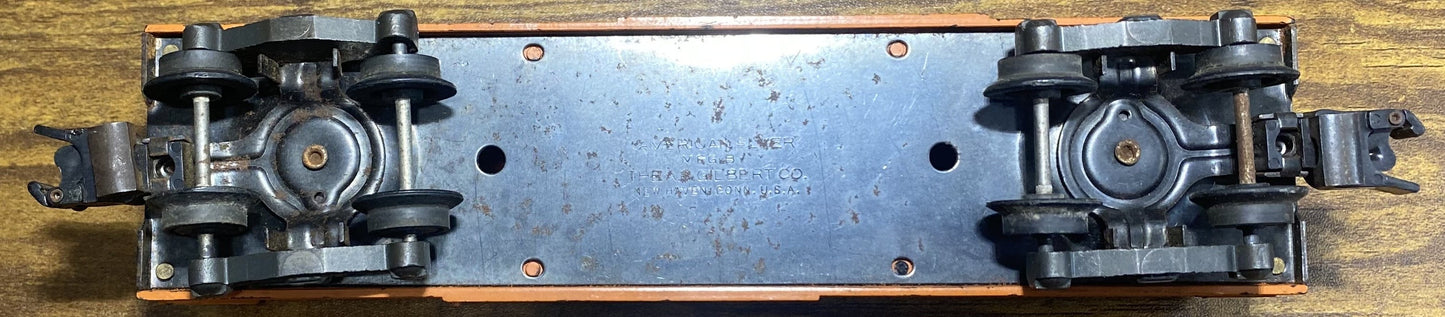 AMERICAN FLYER
MFG. BY
THE A.C. GILBERT CO.
NEW HAVEN, CONN., U.S.A.